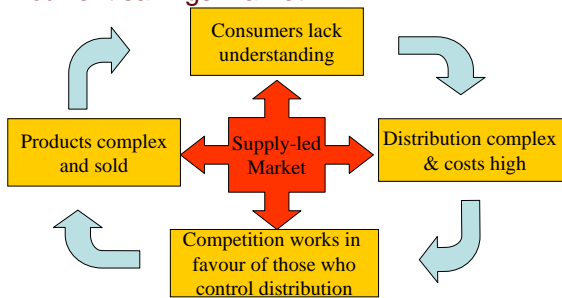 Consumers lack
understanding
Products complex
and sold
Supply-led
Market
Distribution complex
& costs high
Competition works in
favour of those who
control distribution